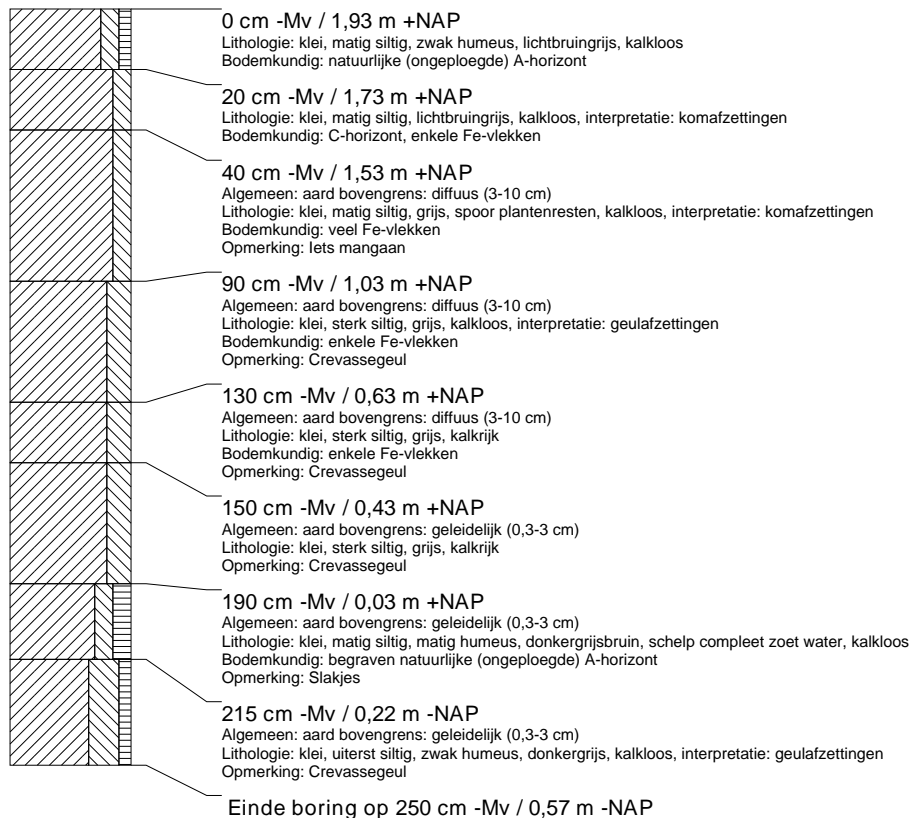 0 cm -Mv / 1,93 m +NAP
Lithologie: klei, matig siltig, zwak humeus, lichtbruingrijs, kalkloos
Bodemkundig: natuurlijke (ongeploegde) A-horizont
20 cm -Mv / 1,73 m +NAP
Lithologie: klei, matig siltig, lichtbruingrijs, kalkloos, interpretatie: komafzettingen
Bodemkundig: C-horizont, enkele Fe-vlekken
40 cm -Mv / 1,53 m +NAP
Algemeen: aard bovengrens: diffuus (3-10 cm)
Lithologie: klei, matig siltig, grijs, spoor plantenresten, kalkloos, interpretatie: komafzettingen
Bodemkundig: veel Fe-vlekken
Opmerking: Iets mangaan
90 cm -Mv / 1,03 m +NAP
Algemeen: aard bovengrens: diffuus (3-10 cm)
Lithologie: klei, sterk siltig, grijs, kalkloos, interpretatie: geulafzettingen
Bodemkundig: enkele Fe-vlekken
Opmerking: Crevassegeul
130 cm -Mv / 0,63 m +NAP
Algemeen: aard bovengrens: diffuus (3-10 cm)
Lithologie: klei, sterk siltig, grijs, kalkrijk
Bodemkundig: enkele Fe-vlekken
Opmerking: Crevassegeul
150 cm -Mv / 0,43 m +NAP
Algemeen: aard bovengrens: geleidelijk (0,3-3 cm)
Lithologie: klei, sterk siltig, grijs, kalkrijk
Opmerking: Crevassegeul
190 cm -Mv / 0,03 m +NAP
Algemeen: aard bovengrens: geleidelijk (0,3-3 cm)
Lithologie: klei, matig siltig, matig humeus, donkergrijsbruin, schelp compleet zoet water, kalkloos
Bodemkundig: begraven natuurlijke (ongeploegde) A-horizont
Opmerking: Slakjes
215 cm -Mv / 0,22 m -NAP
Algemeen: aard bovengrens: geleidelijk (0,3-3 cm)
Lithologie: klei, uiterst siltig, zwak humeus, donkergrijs, kalkloos, interpretatie: geulafzettingen
Opmerking: Crevassegeul
Einde boring op 250 cm -Mv / 0,57 m -NAP